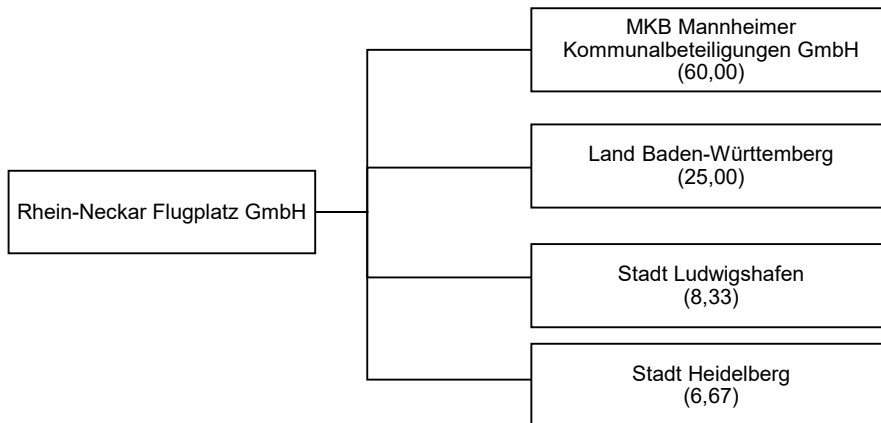 MKB Mannheimer
Kommunalbeteiligungen GmbH
(60,00)
Land Baden-Württemberg
(25,00)
Rhein-Neckar Flugplatz GmbH
Stadt Ludwigshafen
(8,33)
Stadt Heidelberg
(6,67)